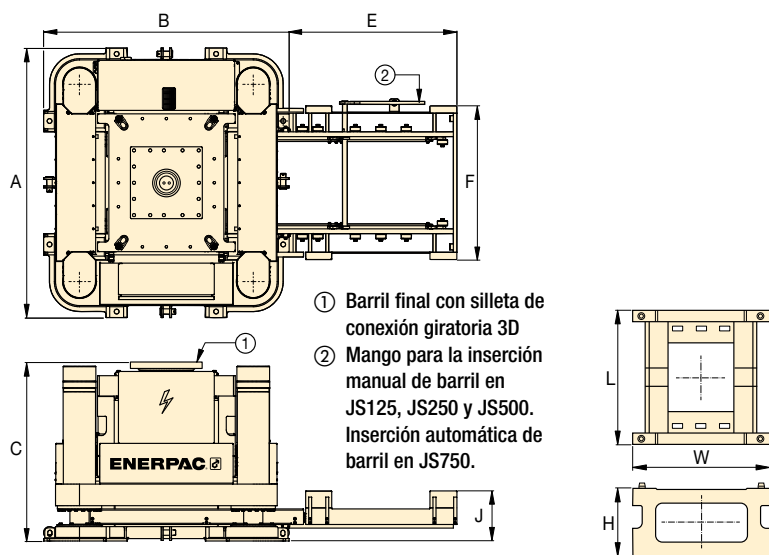 B
E
②
A
F
① Barril final con silleta de
conexión giratoria 3D
② Mango para la inserción
manual de barril en
JS125, JS250 y JS500.
Inserción automática de
barril en JS750.
①
C
ENERPAC
J
L
W
H